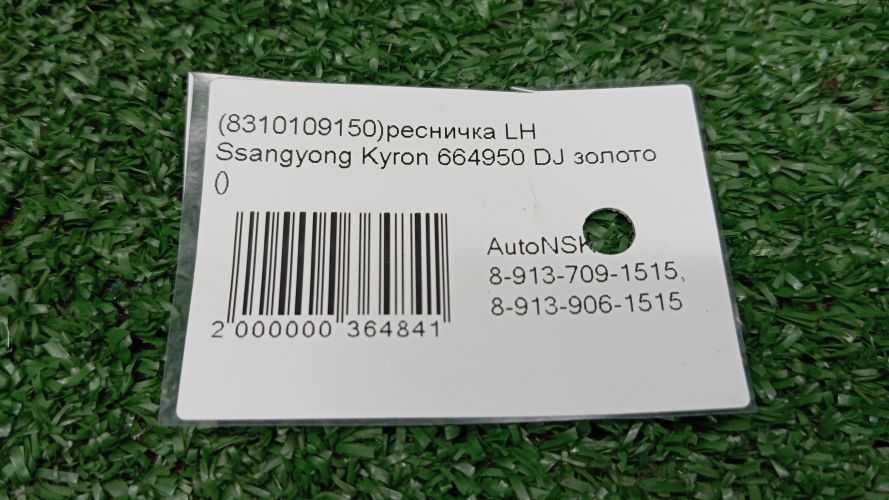 (8310109150)ресничка LH
Ssangyong Kyron 664950 DJ золото
()
AutoNSK
8-913-709-1515,
8-913-906-1515
2 000000 364841